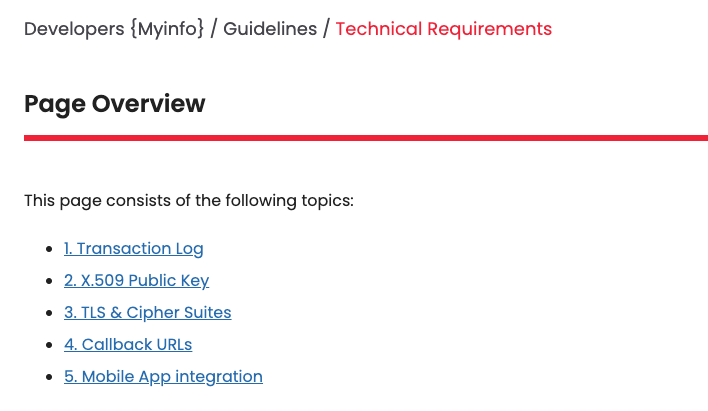 Developers {Myinfo} / Guidelines / Technical Requirements
Page Overview
This page consists of the following topics:
• 1. Transaction Log
• 2. X.509 Public Key
• 3. TLS & Cipher Suites
• 4. Callback URLs
• 5. Mobile App integration